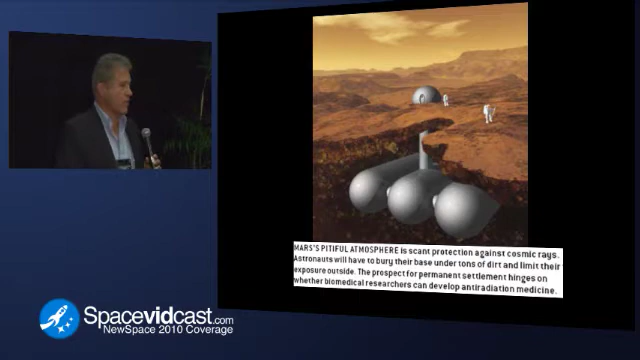 MARS'S PITIFUL ATMOSPHERE is scant protection against cosmic rays.
Astronauts will have to bury their base under tons of dirt and limit their
exposure outside. The prospect for permanent settlement hinges on
whether biomedical researchers can develop antiradiation medicine.
Spacevidcast.com
NewSpace 2010 Coverage